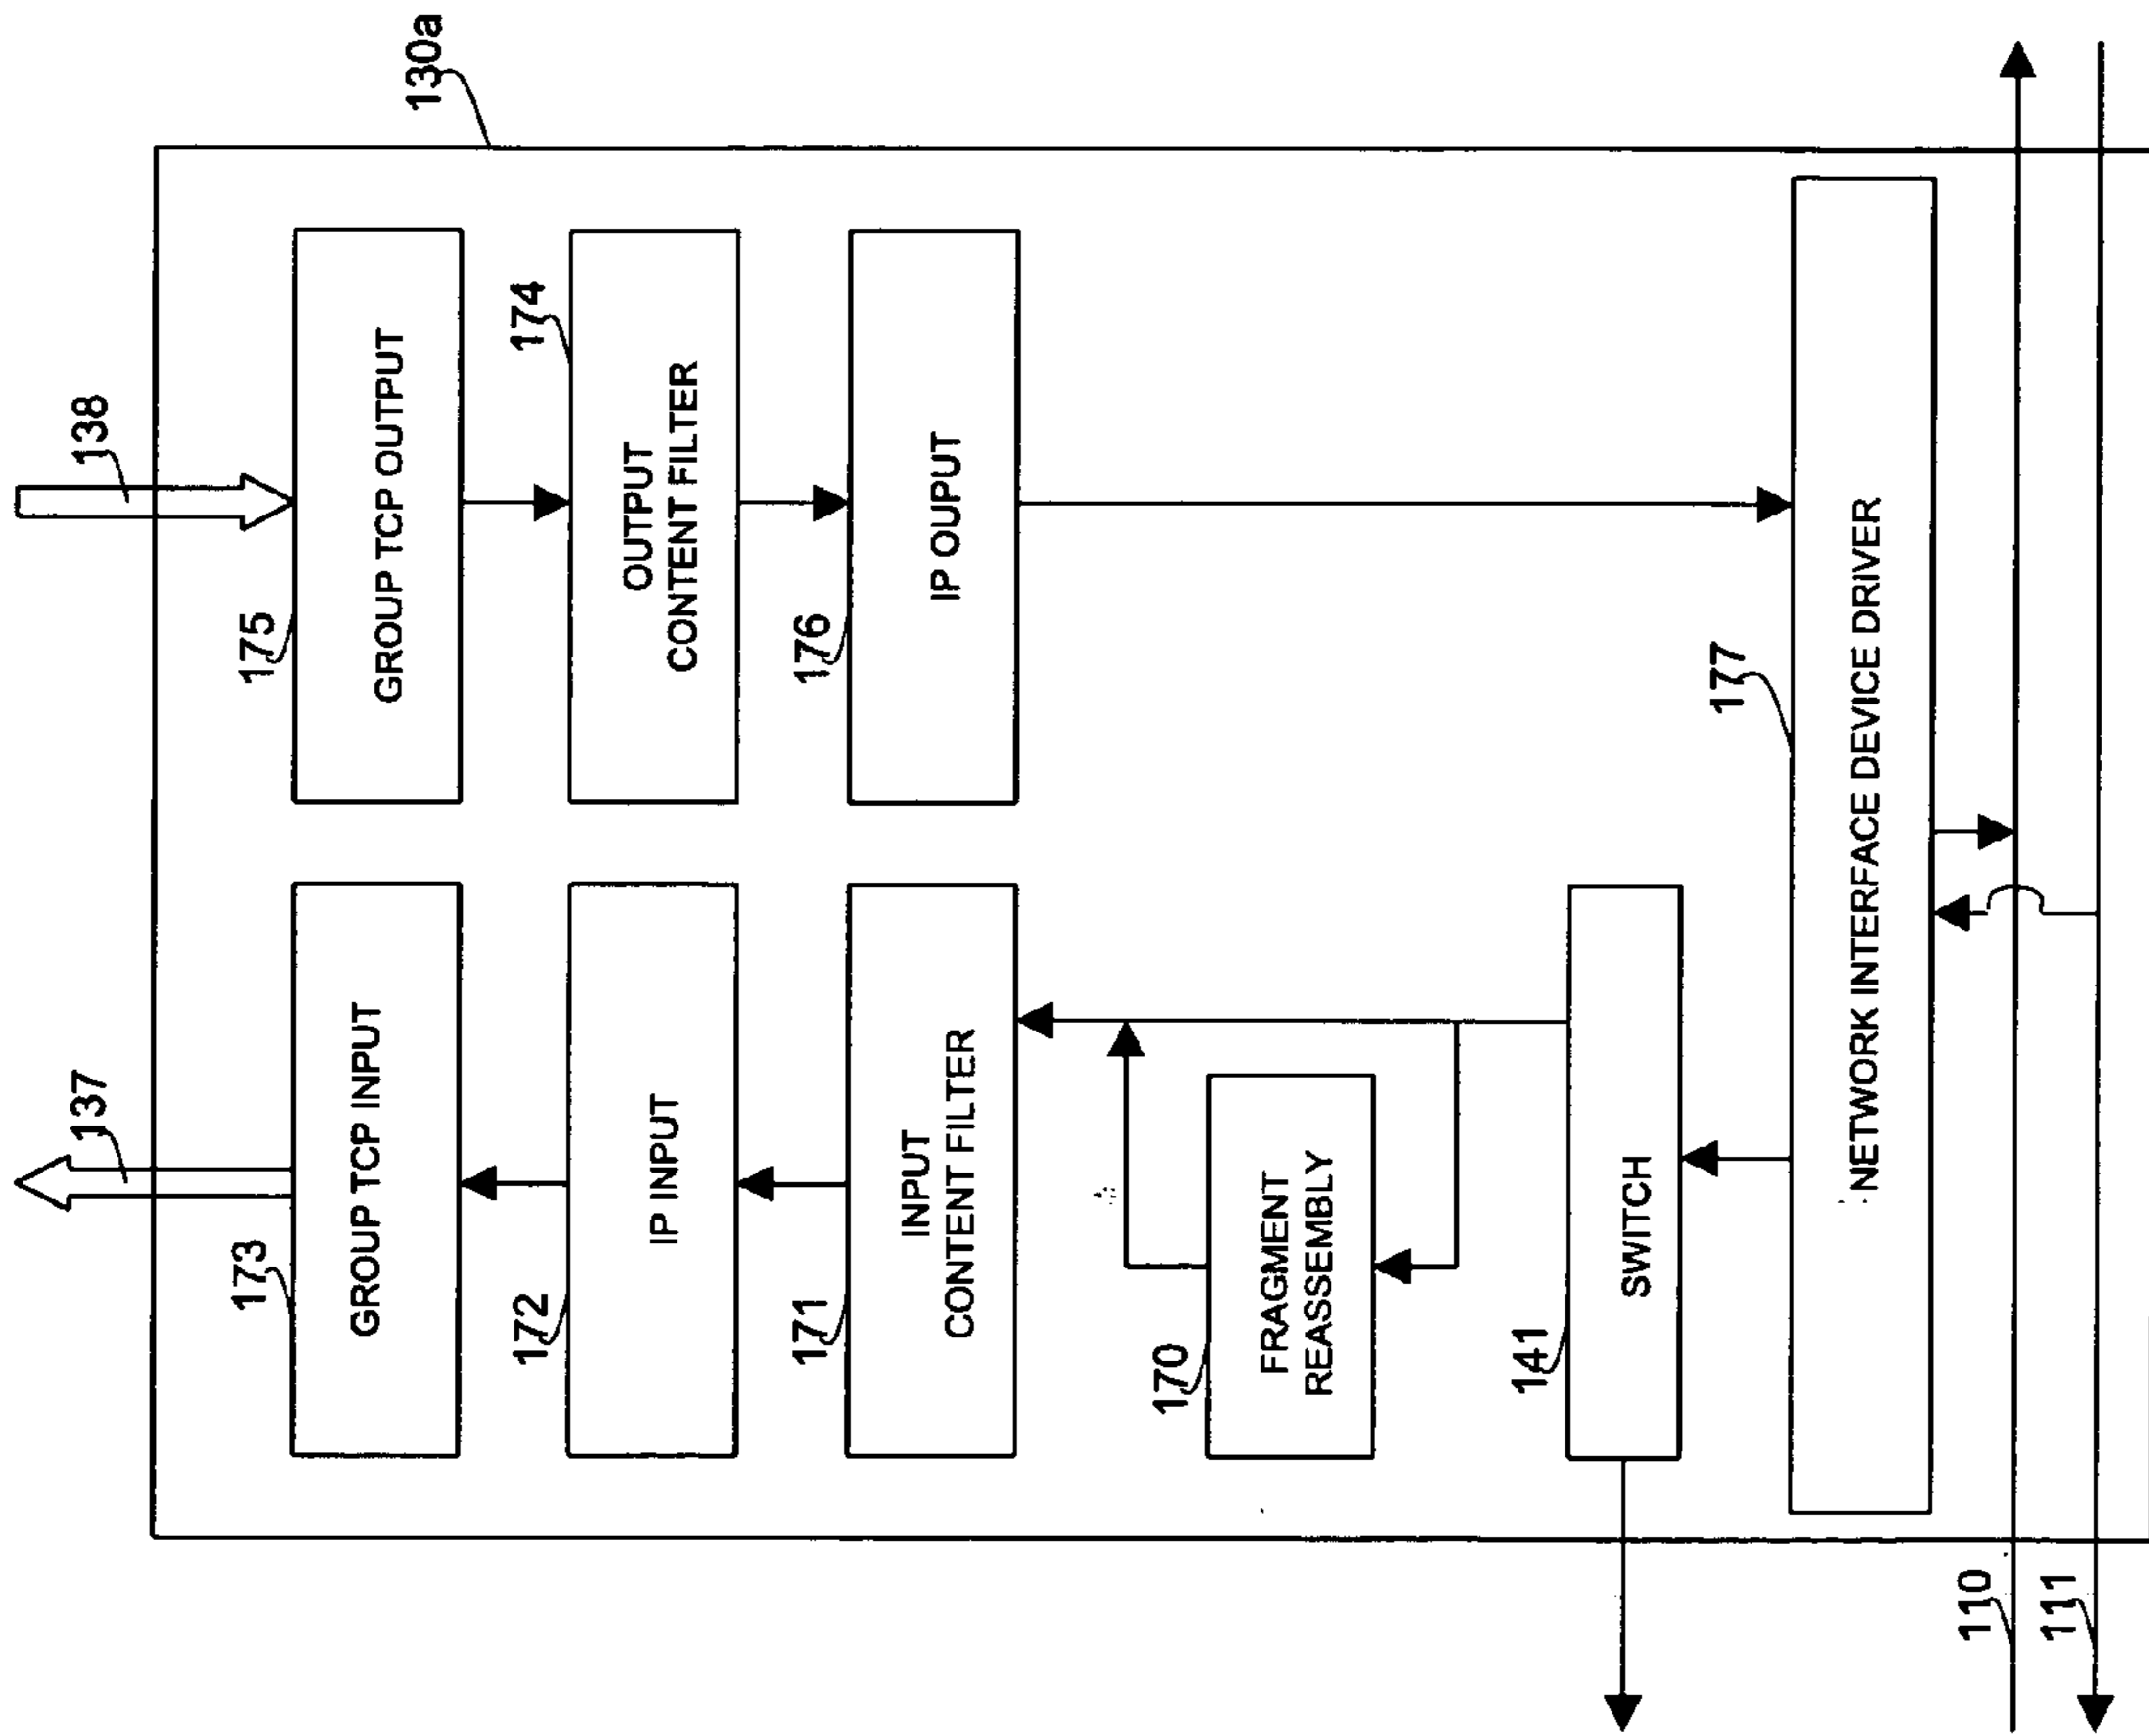 130a
138
175
GROUP TCP OUTPUT
174
OUTPUT
CONTENT FILTER
176
IP OUPUT
137
173
GROUP TCP INPUT
172
IP INPUT
171
INPUT
CONTENT FILTER
170
FRAGMENT
REASSEMBLY
141
SWITCH
177
NETWORK INTERFACE DEVICE DRIVER
110
111